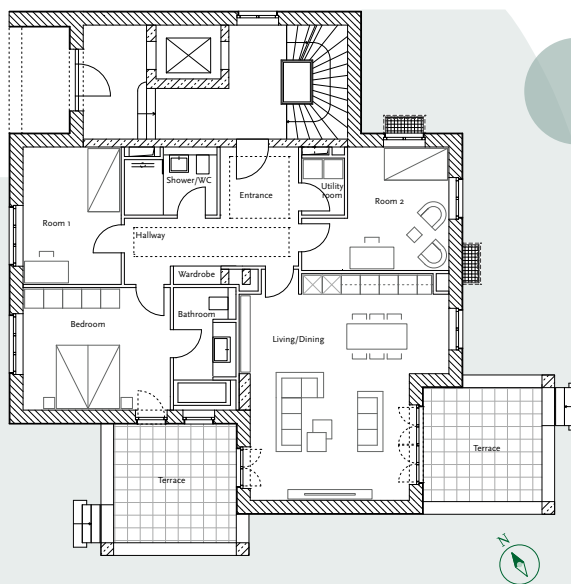 Shower/WC
Entrance
Utility
room
Room 2
Room 1
Hallway
Wardrobe
Bathroom
Bedroom
Living/Dining
Terrace
Terrace
N